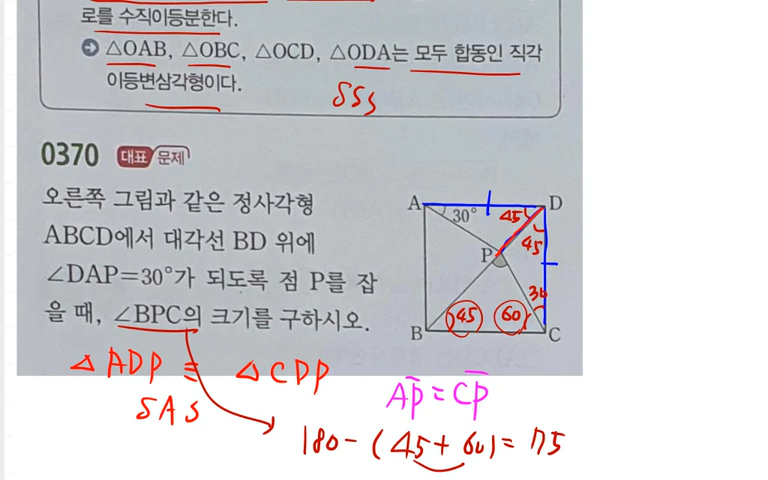 로를 수직이등분한다.
➲ △OAB, △OBC, △OCD, △ODA는 모두 합동인 직각
이등변삼각형이다.
SSS
0370 대표 문제
오른쪽 그림과 같은 정사각형
ABCD에서 대각선 BD 위에
∠DAP=30°가 되도록 점 P를 잡
을 때, ∠BPC의 크기를 구하시오.
A 30° 45 D
45
P
30
B 45 60 C
△ADP ≡ △CDP
SAS
AP = CP
180-(45+60)=75